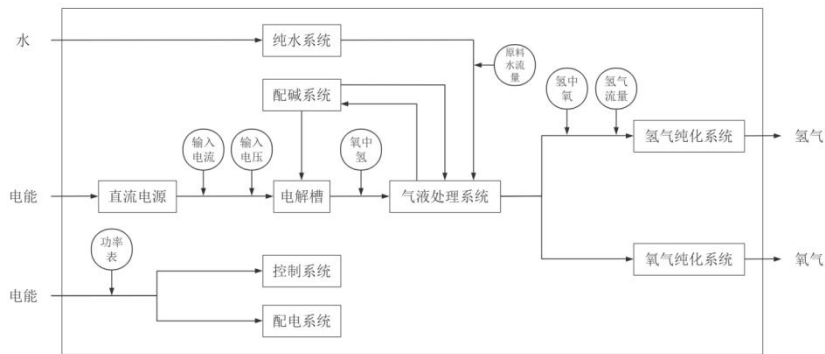 水
纯水系统
原料
水流
量
配碱系统
氢中
氧
氢气
流量
氢气纯化系统
氢气
输入
电流
输入
电压
氧中
氢
电能
直流电源
电解槽
气液处理系统
功率
表
控制系统
氧气纯化系统
氧气
电能
配电系统